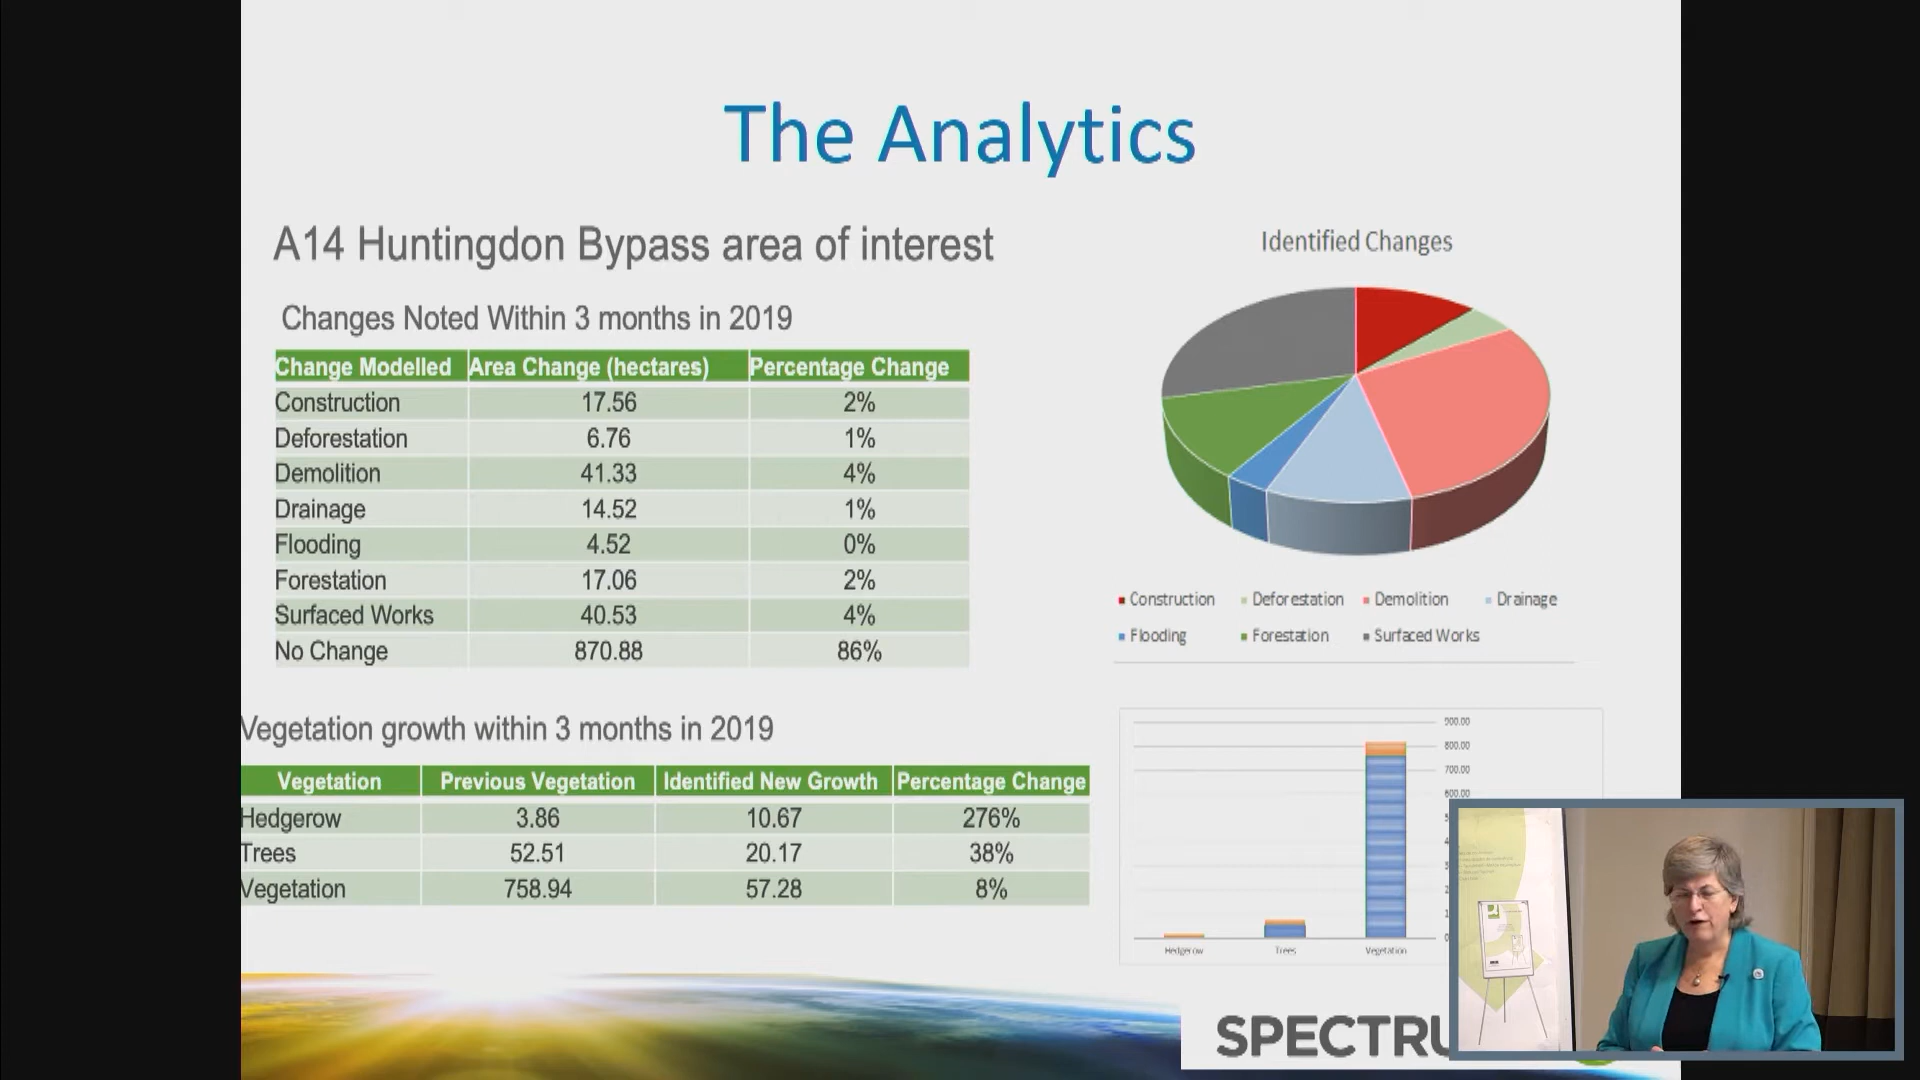 The Analytics
A14 Huntingdon Bypass area of interest
Changes Noted Within 3 months in 2019
Change Modelled Area Change (hectares) Percentage Change
Construction 17.56 2%
Deforestation 6.76 1%
Demolition 41.33 4%
Drainage 14.52 1%
Flooding 4.52 0%
Forestation 17.06 2%
Surfaced Works 40.53 4%
No Change 870.88 86%
Vegetation growth within 3 months in 2019
Vegetation Previous Vegetation Identified New Growth Percentage Change
Hedgerow 3.86 10.67 276%
Trees 52.51 20.17 38%
Vegetation 758.94 57.28 8%
Identified Changes
Construction Deforestation Demolition Drainage
Flooding Forestation Surfaced Works
900.00
800.00
700.00
600.00
Hedgerow Trees Vegetation
SPECTRU